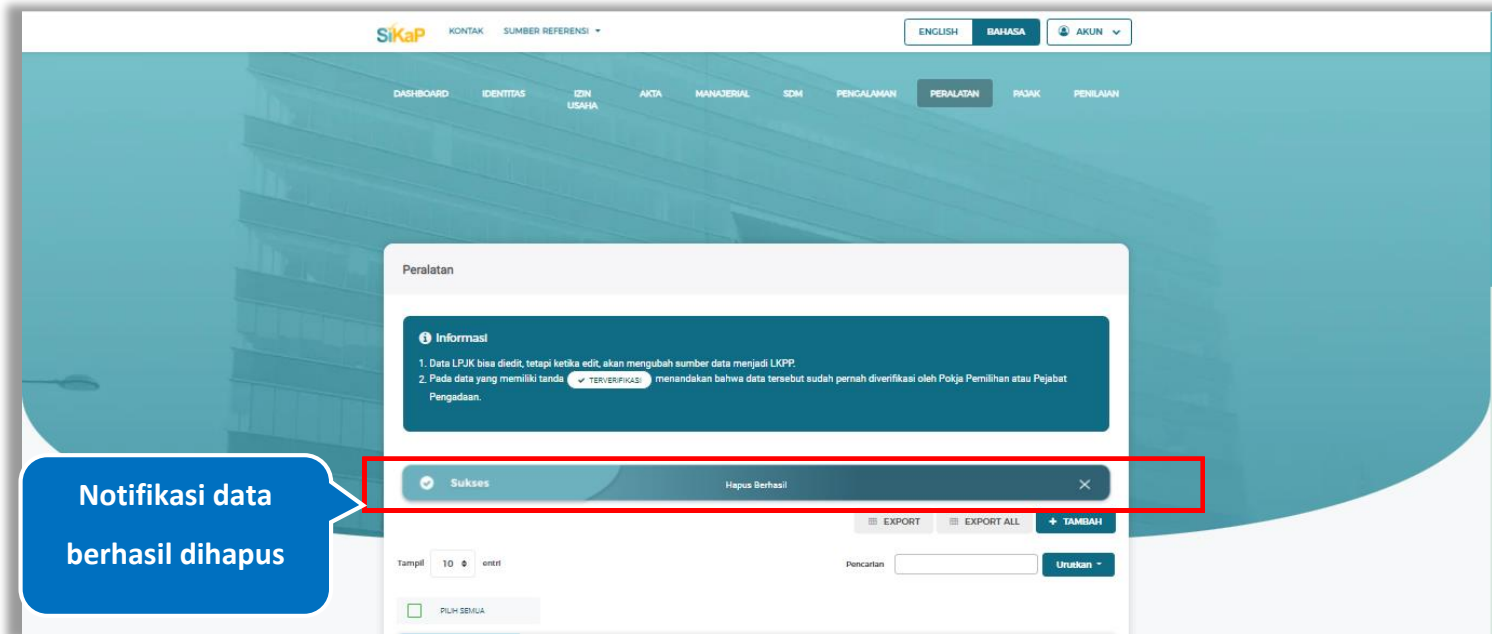 SiKaP KONTAK SUMBER REFERENSI ENGLISH BAHASA AKUN
DASHBOARD IDENTITAS IZIN USAHA AKTA MANAJERIAL SDM PENGALAMAN PERALATAN PAJAK PENILAIAN
Peralatan
Informasi
1. Data LPJK bisa diedit, tetapi ketika edit, akan mengubah sumber data menjadi LKPP.
2. Pada data yang memiliki tanda TERVERIFIKASI menandakan bahwa data tersebut sudah pernah diverifikasi oleh Pokja Pemilihan atau Pejabat
Pengadaan.
Notifikasi data
berhasil dihapus
Sukses Hapus Berhasil
EXPORT EXPORT ALL + TAMBAH
Tampil 10 entri Pencarian Urutkan
PILIH SEMUA